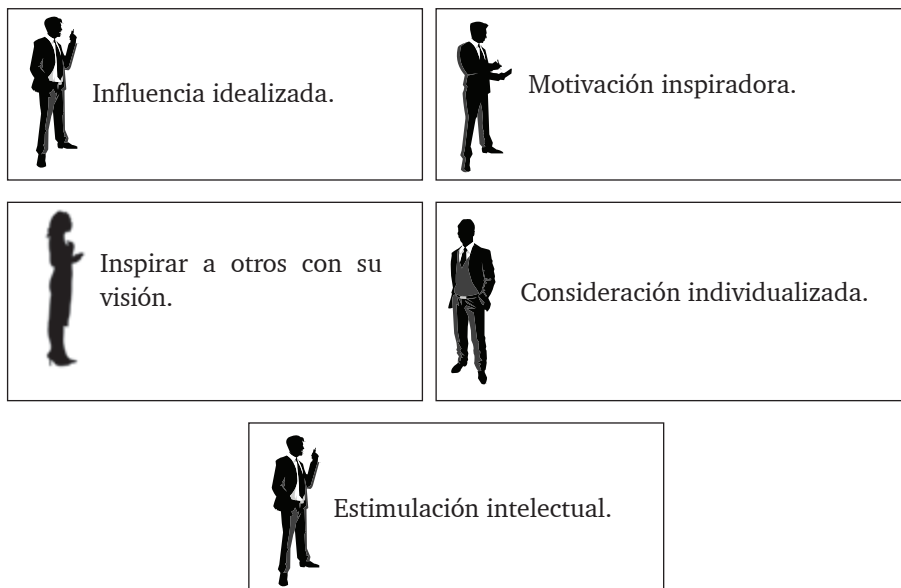 Influencia idealizada.
Motivación inspiradora.
Inspirar a otros con su
visión.
Consideración individualizada.
Estimulación intelectual.